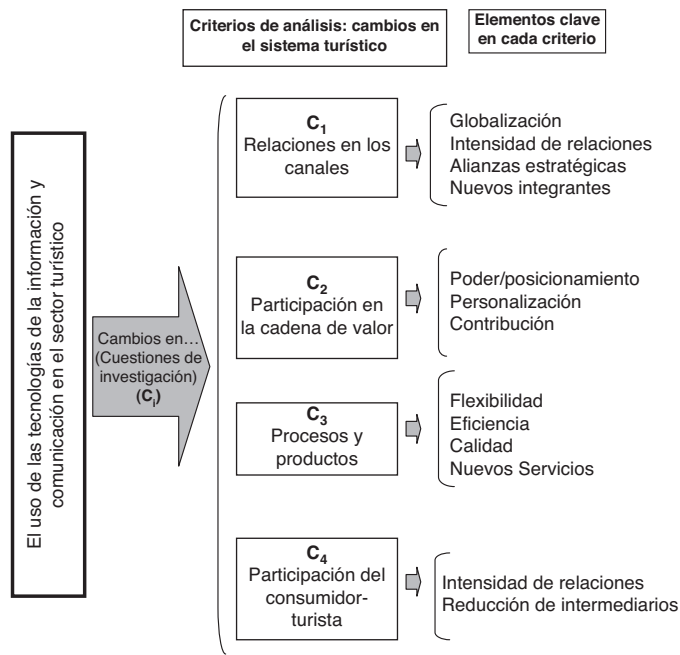 Criterios de análisis: cambios en
el sistema turístico
Elementos clave
en cada criterio
El uso de las tecnologías de la información y
comunicación en el sector turístico
Cambios en...
(Cuestiones de
investigación)
(Ci)
C1
Relaciones en los
canales
Globalización
Intensidad de relaciones
Alianzas estratégicas
Nuevos integrantes
C2
Participación en
la cadena de valor
Poder/posicionamiento
Personalización
Contribución
C3
Procesos y
productos
Flexibilidad
Eficiencia
Calidad
Nuevos Servicios
C4
Participación del
consumidor-
turista
Intensidad de relaciones
Reducción de intermediarios